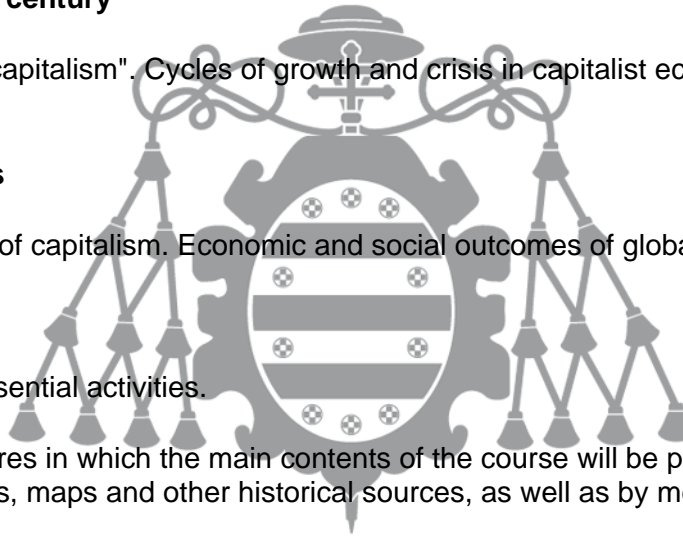 century
capitalism". Cycles of growth and crisis in capitalist ec
s
of capitalism. Economic and social outcomes of globa
sential activities.
res in which the main contents of the course will be p
s, maps and other historical sources, as well as by m